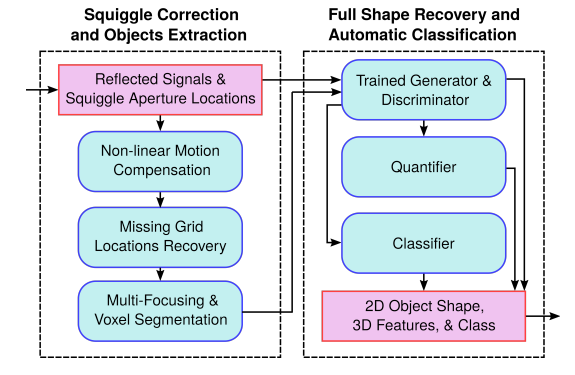 Squiggle Correction
and Objects Extraction
Reflected Signals &
Squiggle Aperture Locations
Non-linear Motion
Compensation
Missing Grid
Locations Recovery
Multi-Focusing &
Voxel Segmentation
Full Shape Recovery and
Automatic Classification
Trained Generator &
Discriminator
Quantifier
Classifier
2D Object Shape,
3D Features, & Class